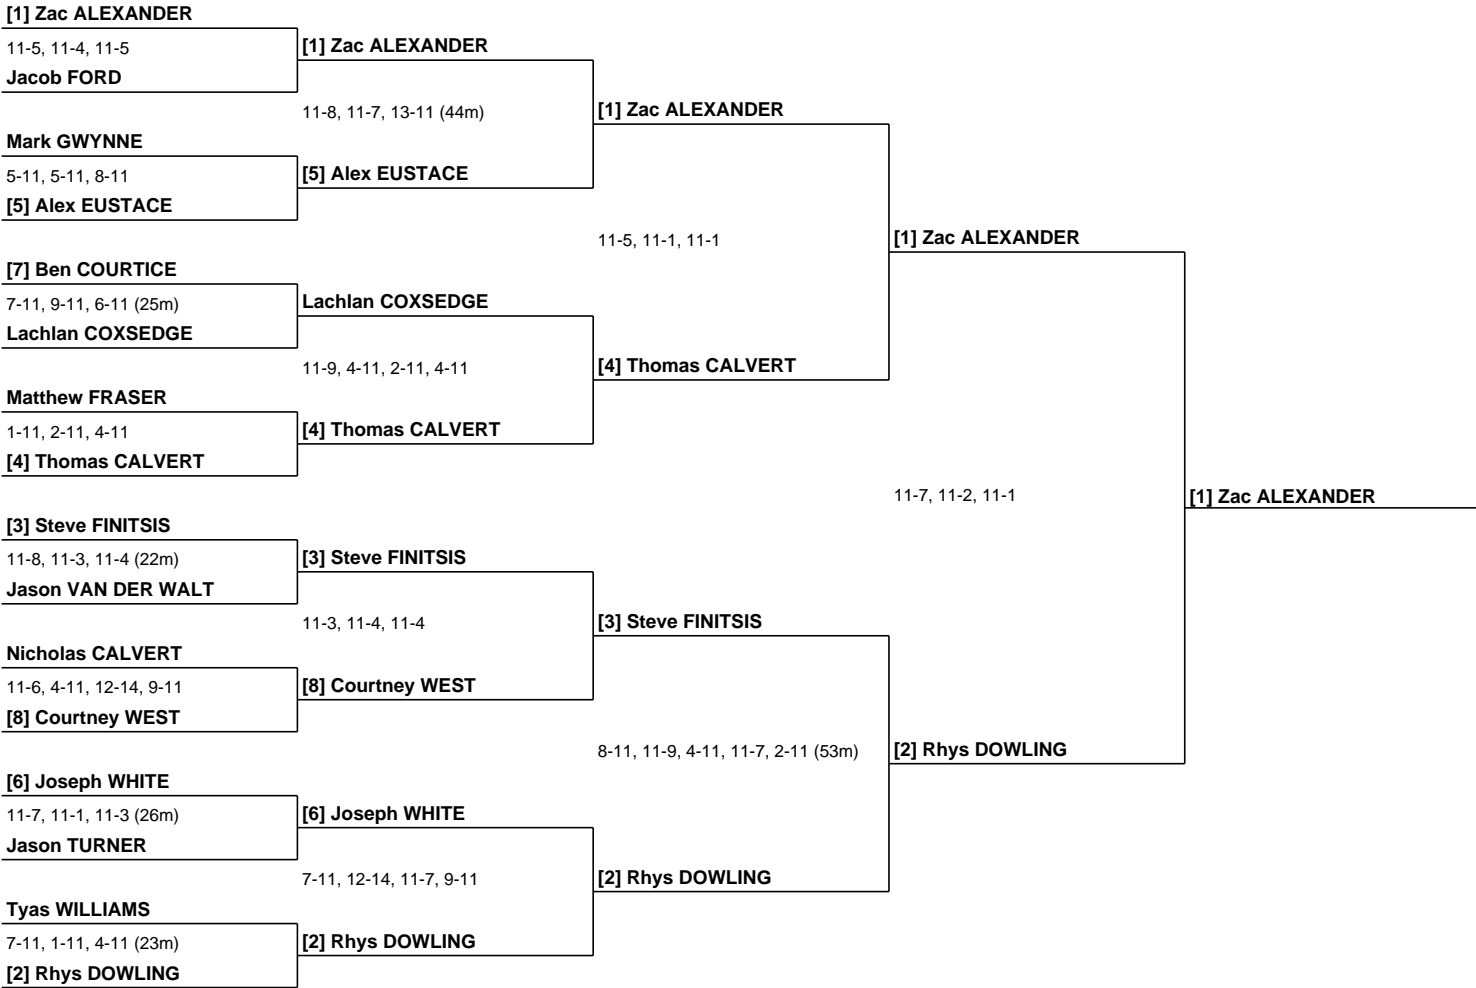 [1] Zac ALEXANDER
11-5, 11-4, 11-5
Jacob FORD
Mark GWYNNE
5-11, 5-11, 8-11
[5] Alex EUSTACE
[7] Ben COURTICE
7-11, 9-11, 6-11 (25m)
Lachlan COXSEDGE
Matthew FRASER
1-11, 2-11, 4-11
[4] Thomas CALVERT
[3] Steve FINITSIS
11-8, 11-3, 11-4 (22m)
Jason VAN DER WALT
Nicholas CALVERT
11-6, 4-11, 12-14, 9-11
[8] Courtney WEST
[6] Joseph WHITE
11-7, 11-1, 11-3 (26m)
Jason TURNER
Tyas WILLIAMS
7-11, 1-11, 4-11 (23m)
[2] Rhys DOWLING
[1] Zac ALEXANDER
11-8, 11-7, 13-11 (44m)
[5] Alex EUSTACE
Lachlan COXSEDGE
11-9, 4-11, 2-11, 4-11
[4] Thomas CALVERT
[3] Steve FINITSIS
11-3, 11-4, 11-4
[8] Courtney WEST
[6] Joseph WHITE
7-11, 12-14, 11-7, 9-11
[2] Rhys DOWLING
[1] Zac ALEXANDER
11-5, 11-1, 11-1
[4] Thomas CALVERT
[3] Steve FINITSIS
8-11, 11-9, 4-11, 11-7, 2-11 (53m)
[2] Rhys DOWLING
[1] Zac ALEXANDER
11-7, 11-2, 11-1
[2] Rhys DOWLING
[1] Zac ALEXANDER